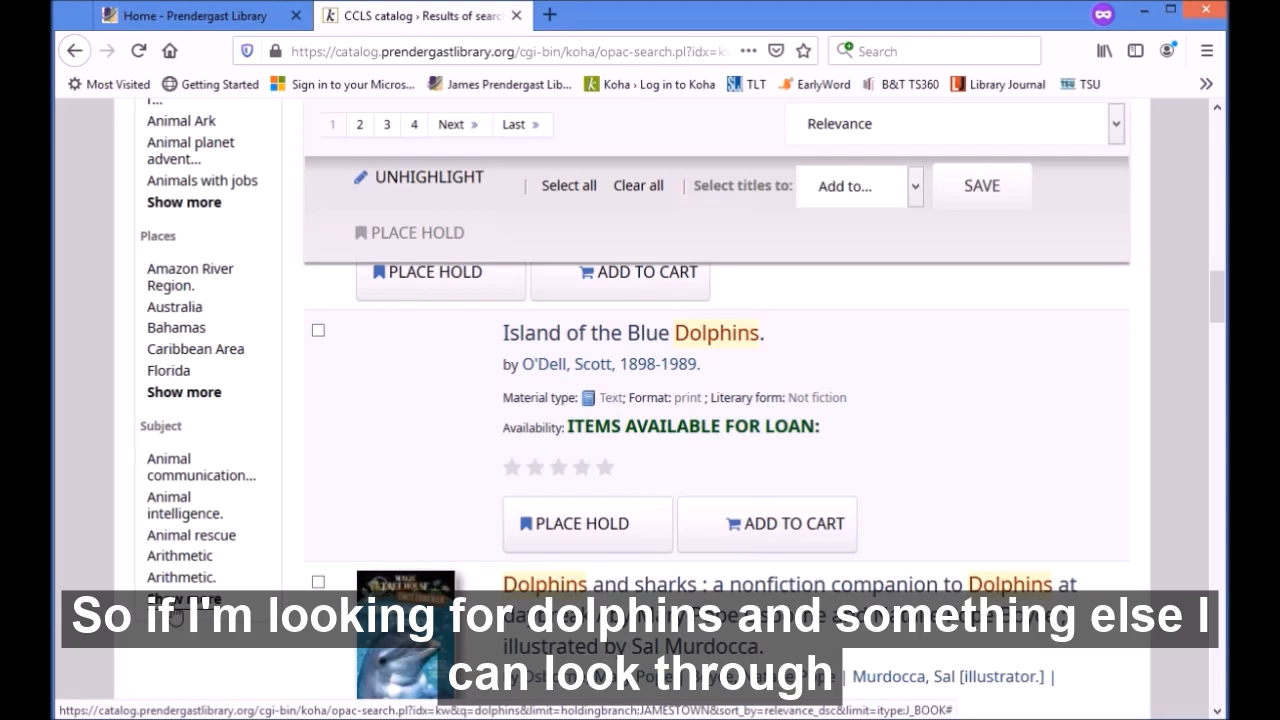 Home - Prendergast Library
CCLS catalog › Results of searc
https://catalog.prendergastlibrary.org/cgi-bin/koha/opac-search.pl?idx=k
Search
Most Visited
Getting Started
Sign in to your Micros...
James Prendergast Lib...
Koha › Log in to Koha
TLT
EarlyWord
B&T TS360
Library Journal
TSU
Animal Ark
Animal planet
advent...
Animals with jobs
Show more
Places
Amazon River
Region.
Australia
Bahamas
Caribbean Area
Florida
Show more
Subject
Animal
communication...
Animal
intelligence.
Animal rescue
Arithmetic
Arithmetic.
Show more
1 2 3 4 Next » Last »
Relevance
UNHIGHLIGHT | Select all Clear all | Select titles to: Add to... SAVE
PLACE HOLD
PLACE HOLD ADD TO CART
Island of the Blue Dolphins.
by O'Dell, Scott, 1898-1989.
Material type: Text; Format: print ; Literary form: Not fiction
Availability: ITEMS AVAILABLE FOR LOAN:
PLACE HOLD ADD TO CART
Dolphins and sharks : a nonfiction companion to Dolphins at
illustrated by Sal Murdocca.
| Murdocca, Sal [illustrator.] |
So if I'm looking for dolphins and something else I
can look through
https://catalog.prendergastlibrary.org/cgi-bin/koha/opac-search.pl?idx=kw&q=dolphins&limit=holdingbranch:JAMESTOWN&sort_by=relevance_dsc&limit=itype:J_BOOK#